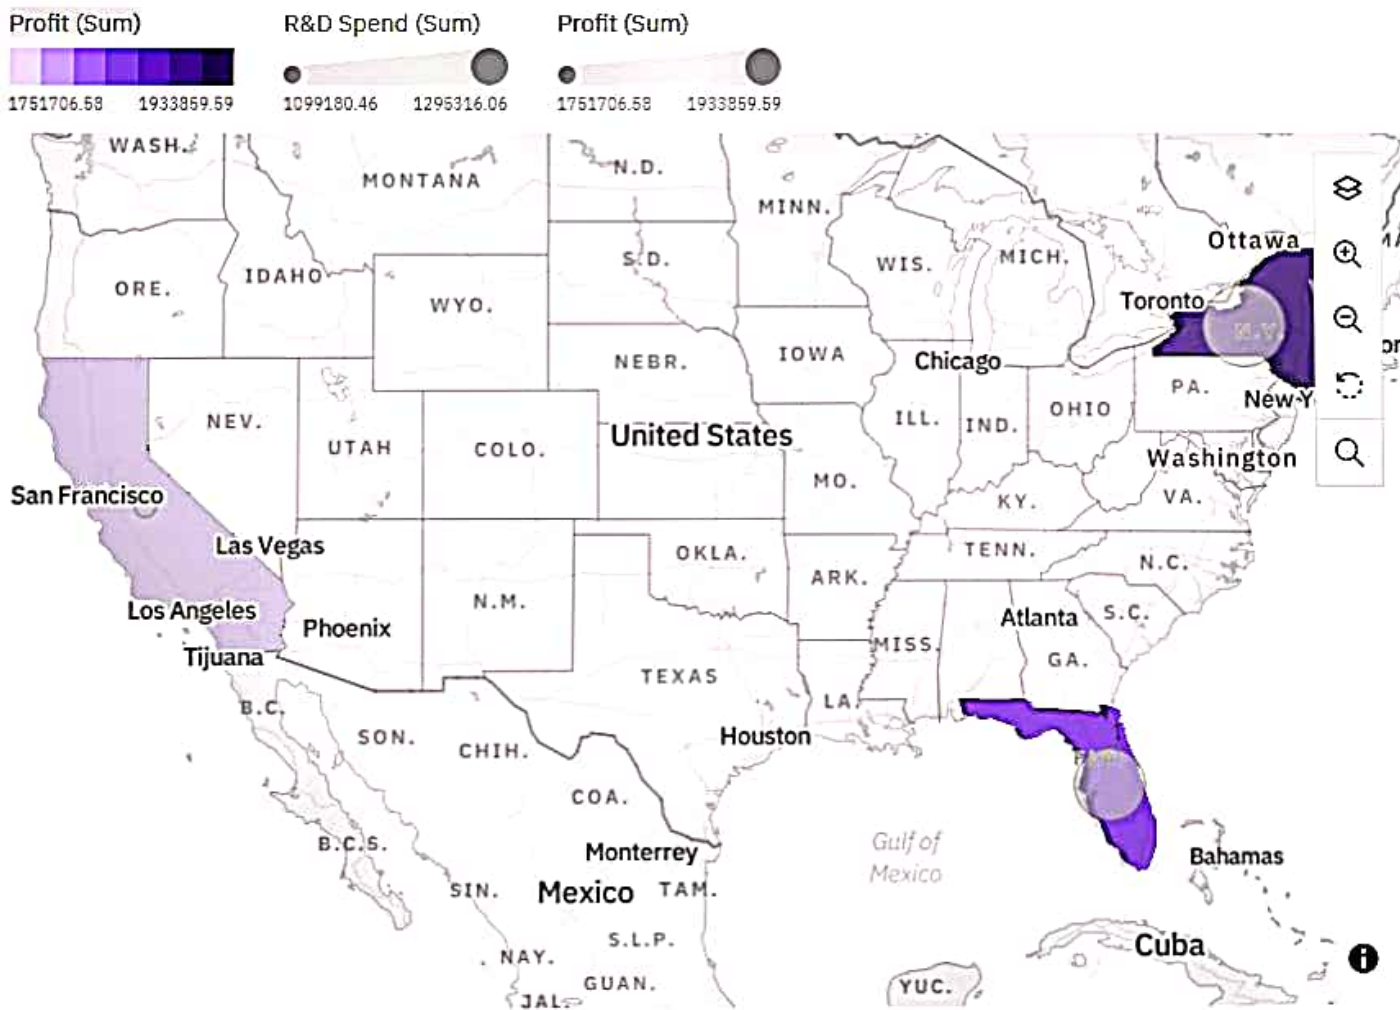 Profit (Sum)
R&D Spend (Sum)
Profit (Sum)
1751706.58
1933859.59
1099180.46
1295316.06
1751706.58
1933859.59
WASH.
MONTANA
N.D.
MINN.
ORE.
IDAHO
WYO.
S.D.
WIS.
MICH.
Ottawa
Toronto
N.Y.
NEBR.
IOWA
Chicago
PA.
New Y
NEV.
UTAH
COLO.
United States
ILL.
IND.
OHIO
Washington
San Francisco
MO.
KY.
VA.
Las Vegas
OKLA.
TENN.
N.C.
ARK.
Los Angeles
Phoenix
N.M.
Atlanta
S.C.
Tijuana
TEXAS
MISS.
GA.
B.C.
SON.
CHIH.
Houston
LA.
COA.
B.C.S.
Monterrey
Gulf of
Mexico
Bahamas
SIN.
Mexico
TAM.
S.L.P.
Cuba
NAY.
GUAN.
YUC.
JAL.